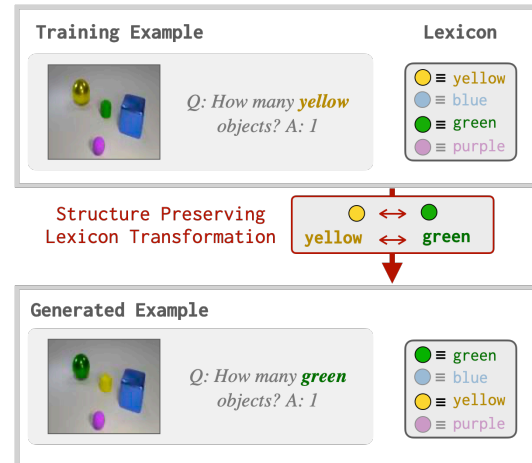 Training Example
Lexicon
Q: How many yellow
objects? A: 1
≡ yellow
≡ blue
≡ green
≡ purple
Structure Preserving
Lexicon Transformation
↔
yellow ↔ green
Generated Example
Q: How many green
objects? A: 1
≡ green
≡ blue
≡ yellow
≡ purple